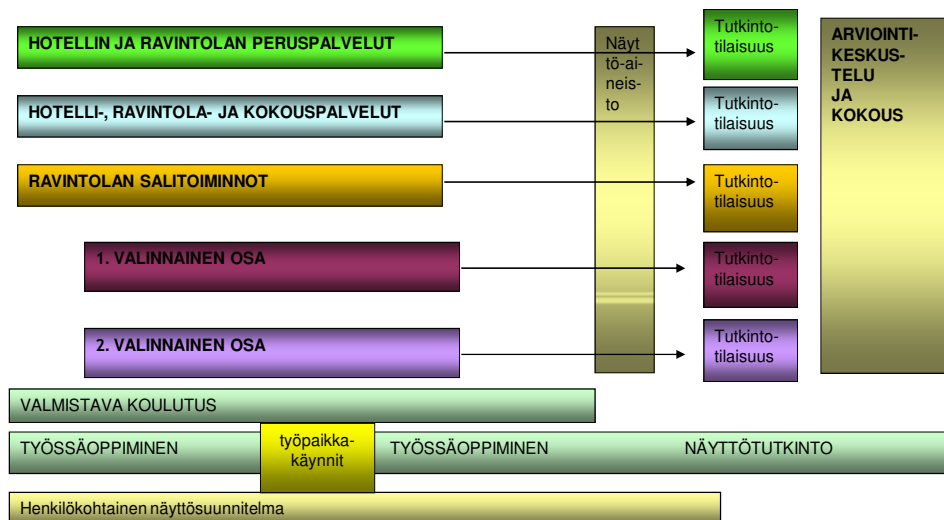 HOTELLIN JA RAVINTOLAN PERUSPALVELUT
Näyt
tö-ai-
neis-
to
Tutkinto-
tilaisuus
ARVIOINTI-
KESKUS-
TELU
JA
KOKOUS
HOTELLI-, RAVINTOLA- JA KOKOUSPALVELUT
Tutkinto-
tilaisuus
RAVINTOLAN SALITOIMINNOT
Tutkinto-
tilaisuus
1. VALINNAINEN OSA
Tutkinto-
tilaisuus
2. VALINNAINEN OSA
Tutkinto-
tilaisuus
VALMISTAVA KOULUTUS
TYÖSSÄOPPIMINEN
työpaikka-
käynnit
TYÖSSÄOPPIMINEN
NÄYTTÖTUTKINTO
Henkilökohtainen näyttösuunnitelma